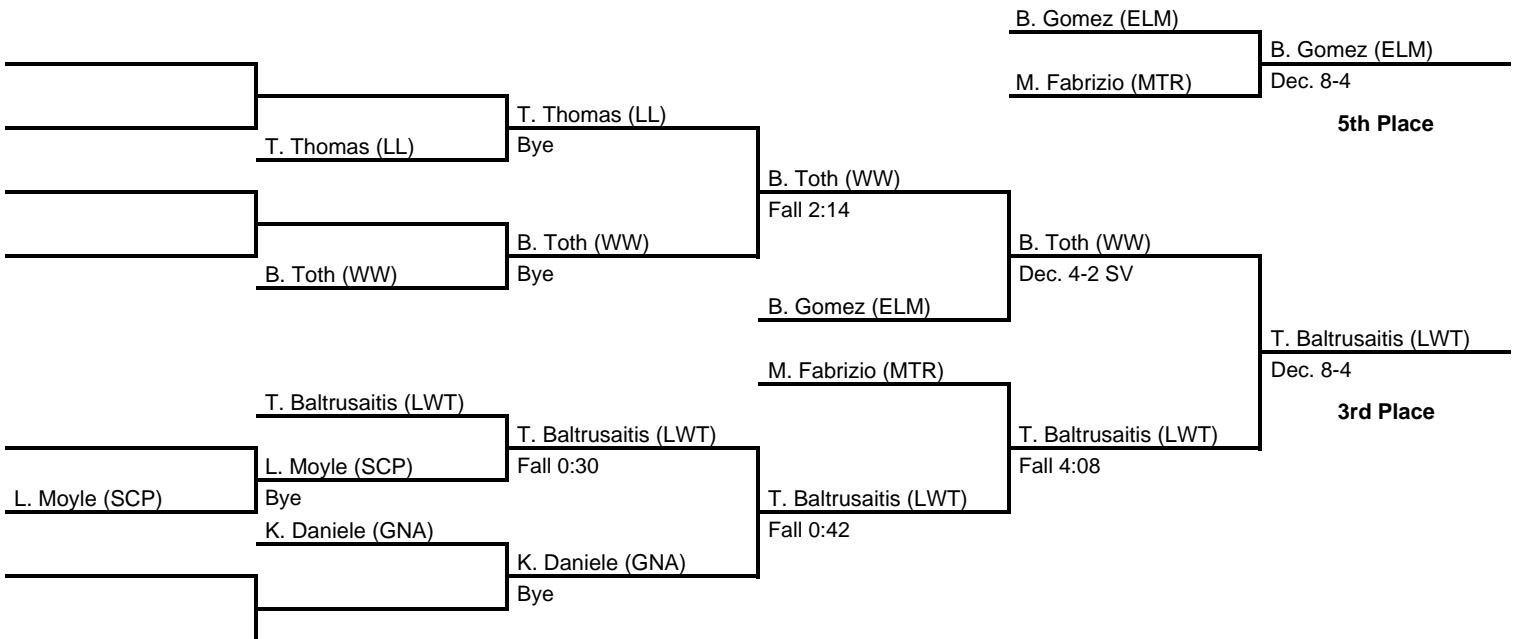 B. Gomez (ELM)
B. Gomez (ELM)
M. Fabrizio (MTR)
Dec. 8-4
5th Place
T. Thomas (LL)
T. Thomas (LL)
Bye
B. Toth (WW)
Fall 2:14
B. Toth (WW)
B. Toth (WW)
B. Toth (WW)
Bye
Dec. 4-2 SV
B. Gomez (ELM)
T. Baltrusaitis (LWT)
M. Fabrizio (MTR)
Dec. 8-4
3rd Place
T. Baltrusaitis (LWT)
T. Baltrusaitis (LWT)
T. Baltrusaitis (LWT)
L. Moyle (SCP)
Fall 0:30
Fall 4:08
L. Moyle (SCP)
Bye
T. Baltrusaitis (LWT)
K. Daniele (GNA)
Fall 0:42
K. Daniele (GNA)
Bye